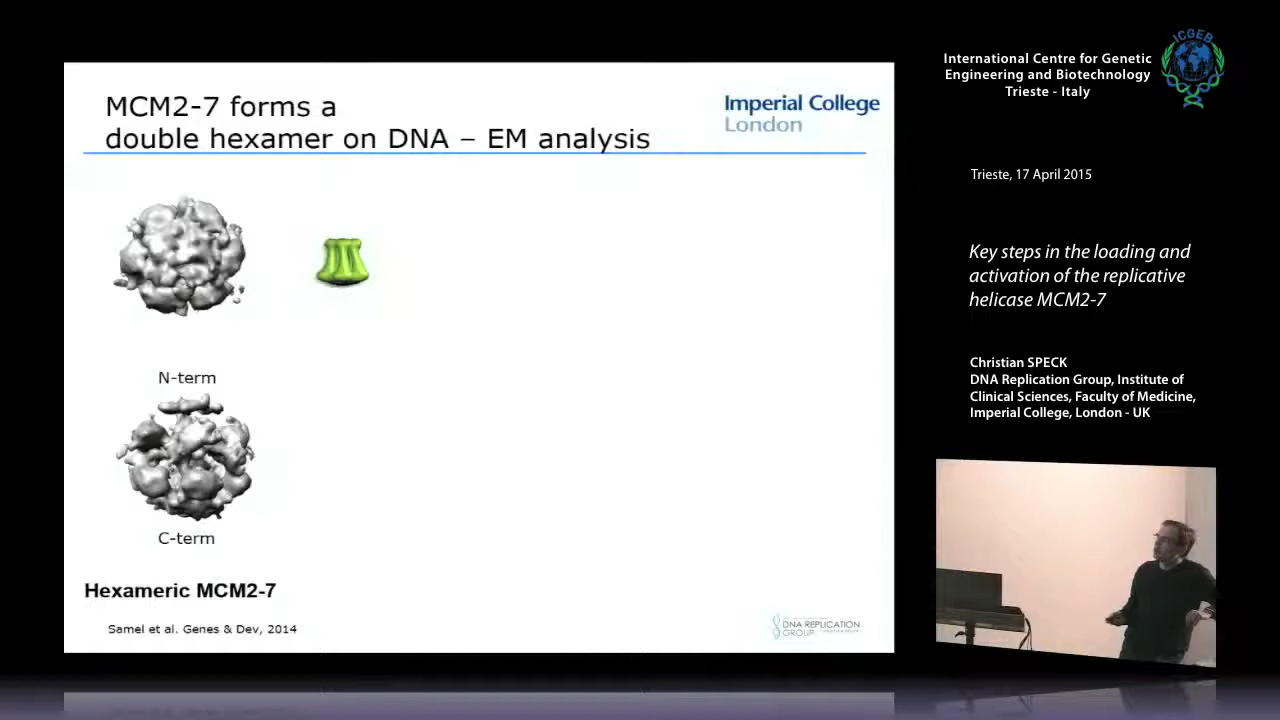 MCM2-7 forms a
double hexamer on DNA – EM analysis
Imperial College
London
N-term
C-term
Hexameric MCM2-7
Samel et al. Genes & Dev, 2014
DNA REPLICATION
GROUP
International Centre for Genetic
Engineering and Biotechnology
Trieste - Italy
ICGEB
Trieste, 17 April 2015
Key steps in the loading and
activation of the replicative
helicase MCM2-7
Christian SPECK
DNA Replication Group, Institute of
Clinical Sciences, Faculty of Medicine,
Imperial College, London - UK